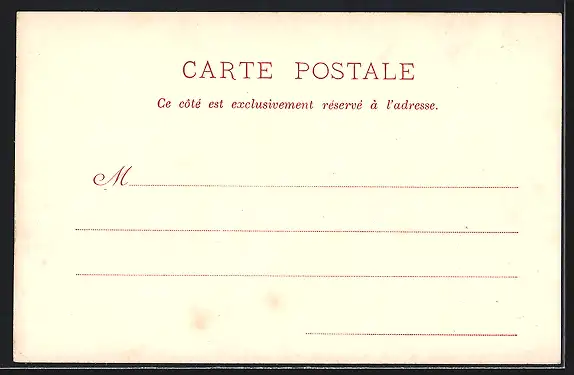 CARTE POSTALE
Ce côté est exclusivement réservé à l'adresse.
M